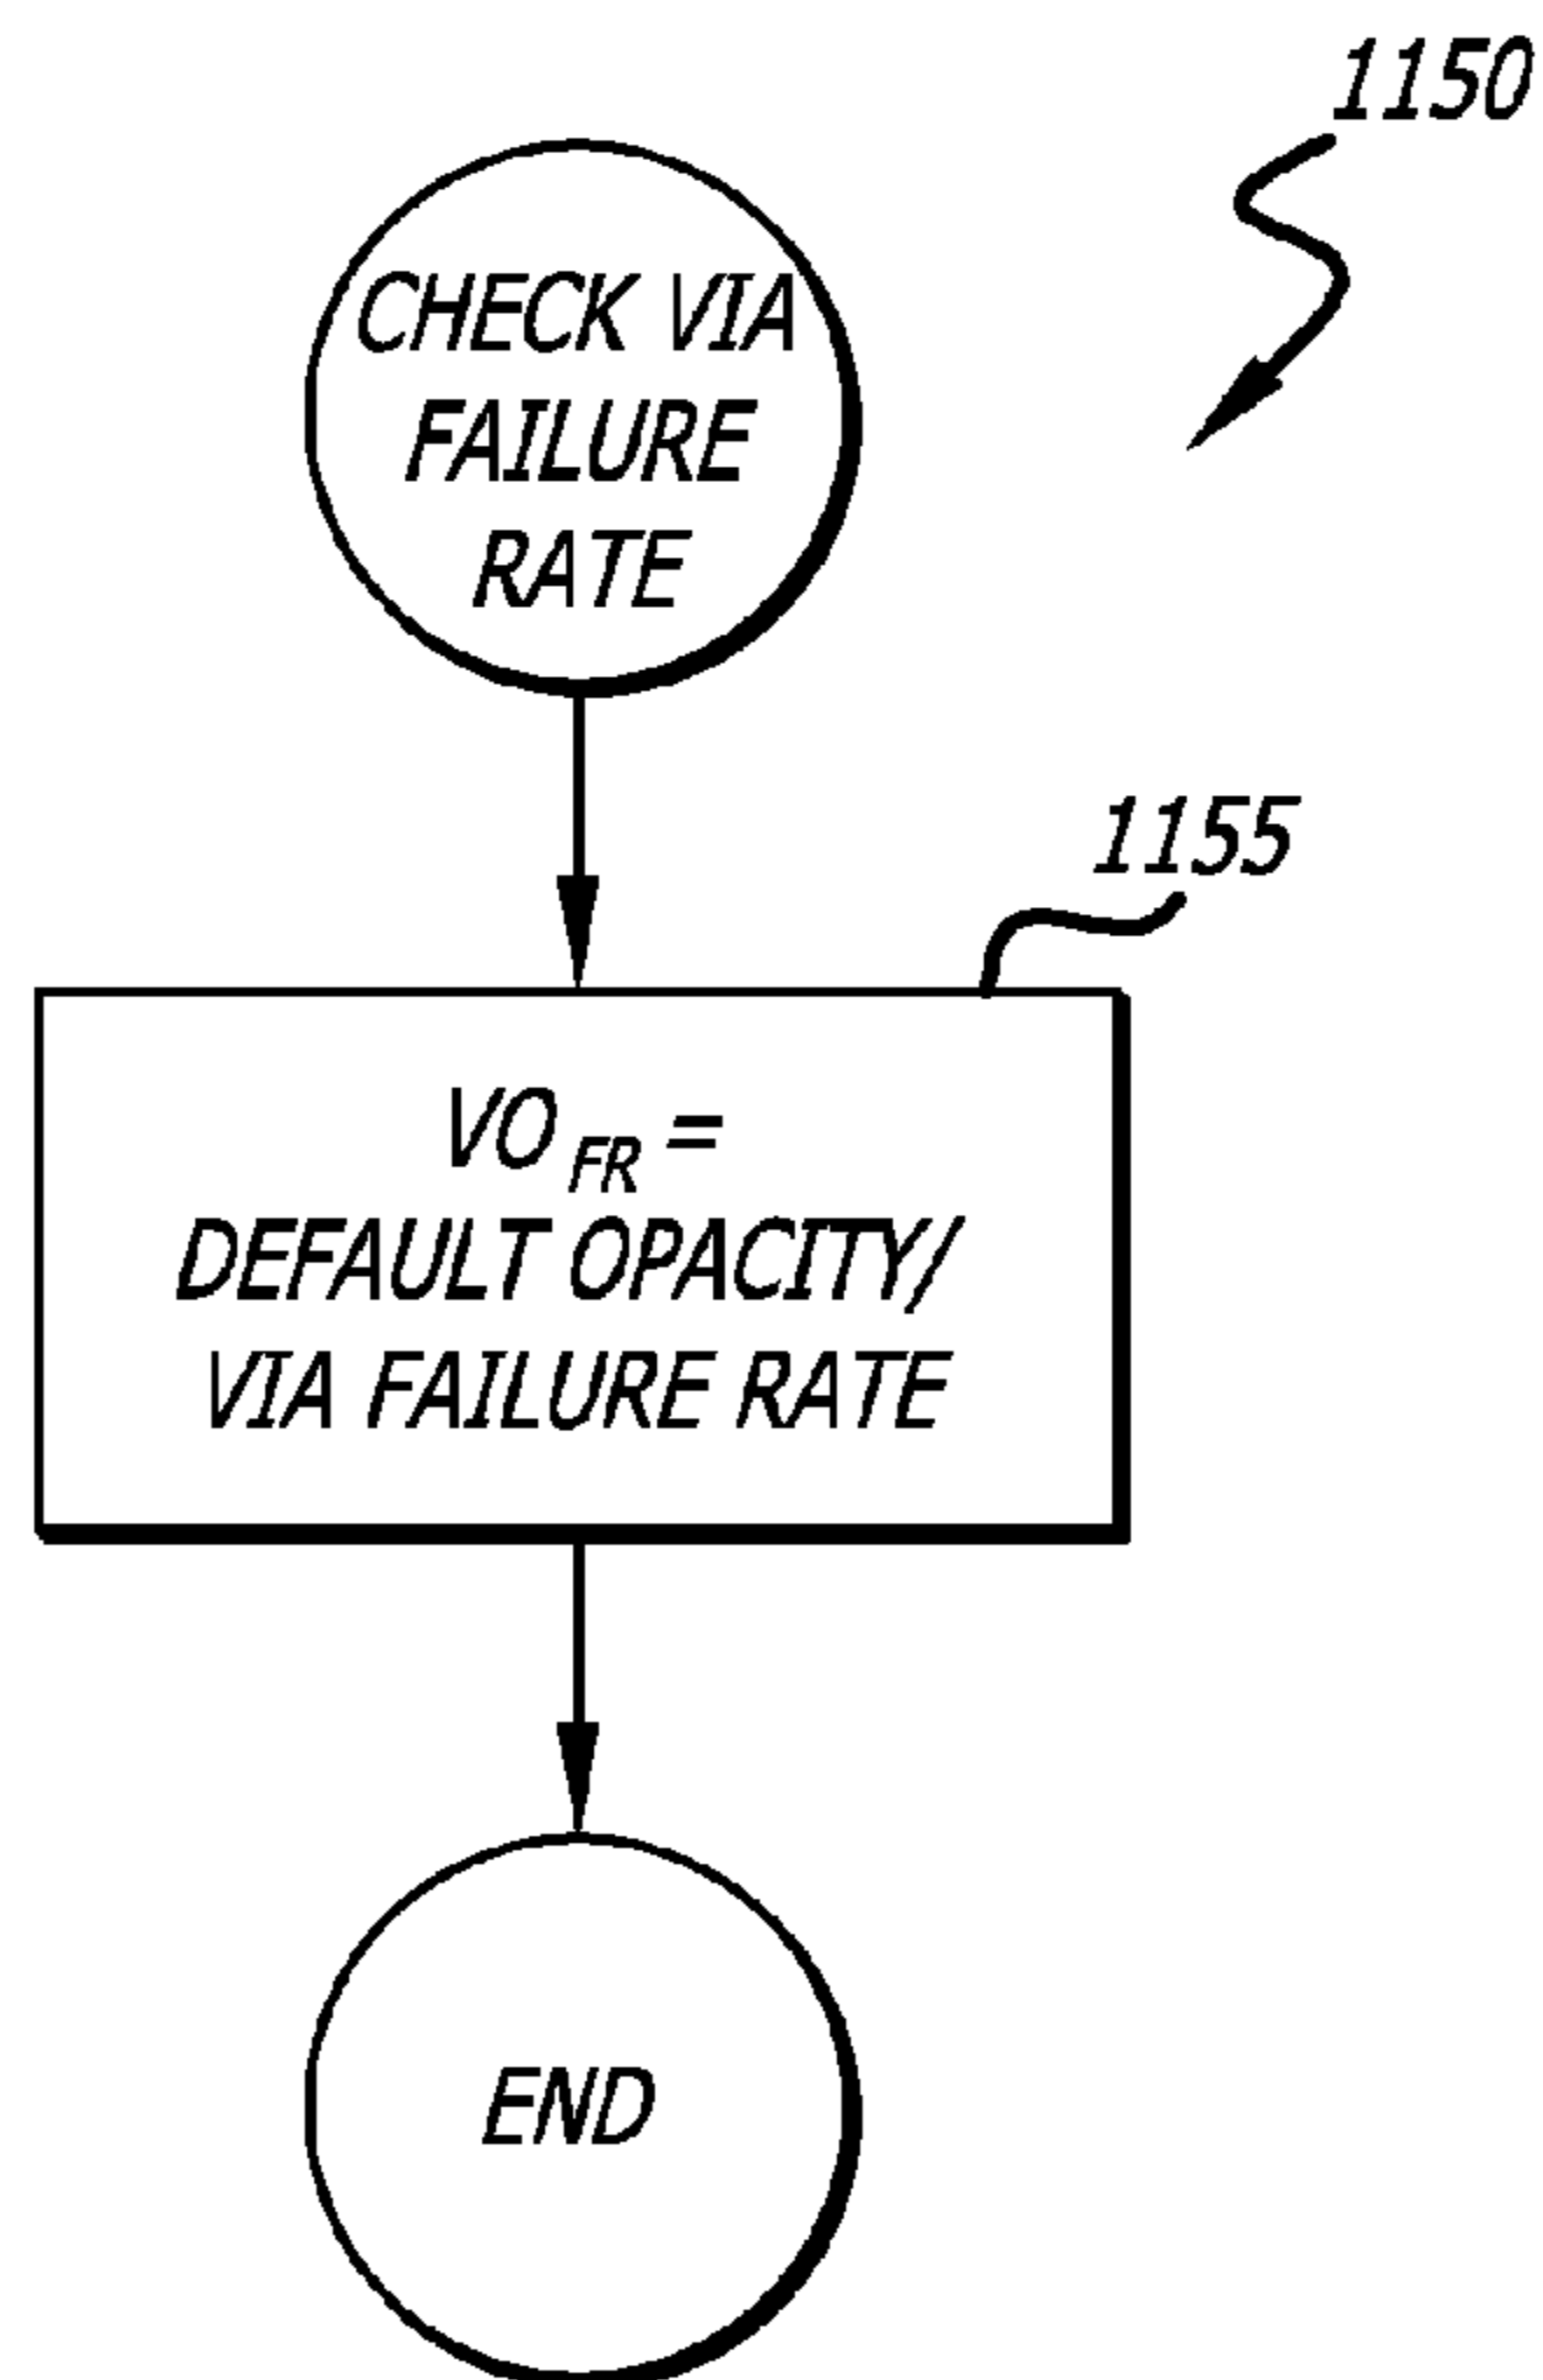 1150
CHECK VIA
FAILURE
RATE
1155
VO FR =
DEFAULT OPACITY/
VIA FAILURE RATE
END